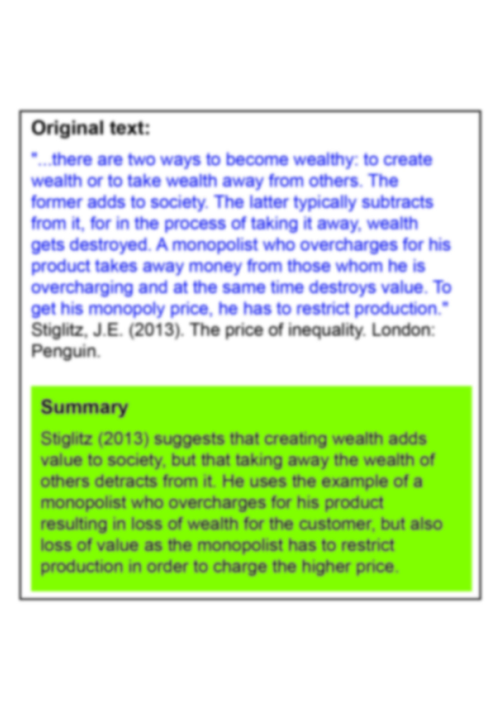 Original text:
"...there are two ways to become wealthy: to create
wealth or to take wealth away from others. The
former adds to society. The latter typically subtracts
from it, for in the process of taking it away, wealth
gets destroyed. A monopolist who overcharges for his
product takes away money from those whom he is
overcharging and at the same time destroys value. To
get his monopoly price, he has to restrict production."
Stiglitz, J.E. (2013). The price of inequality. London:
Penguin.
Summary
Stiglitz (2013) suggests that creating wealth adds
value to society, but that taking away the wealth of
others detracts from it. He uses the example of a
monopolist who overcharges for his product
resulting in loss of wealth for the customer, but also
loss of value as the monopolist has to restrict
production in order to charge the higher price.